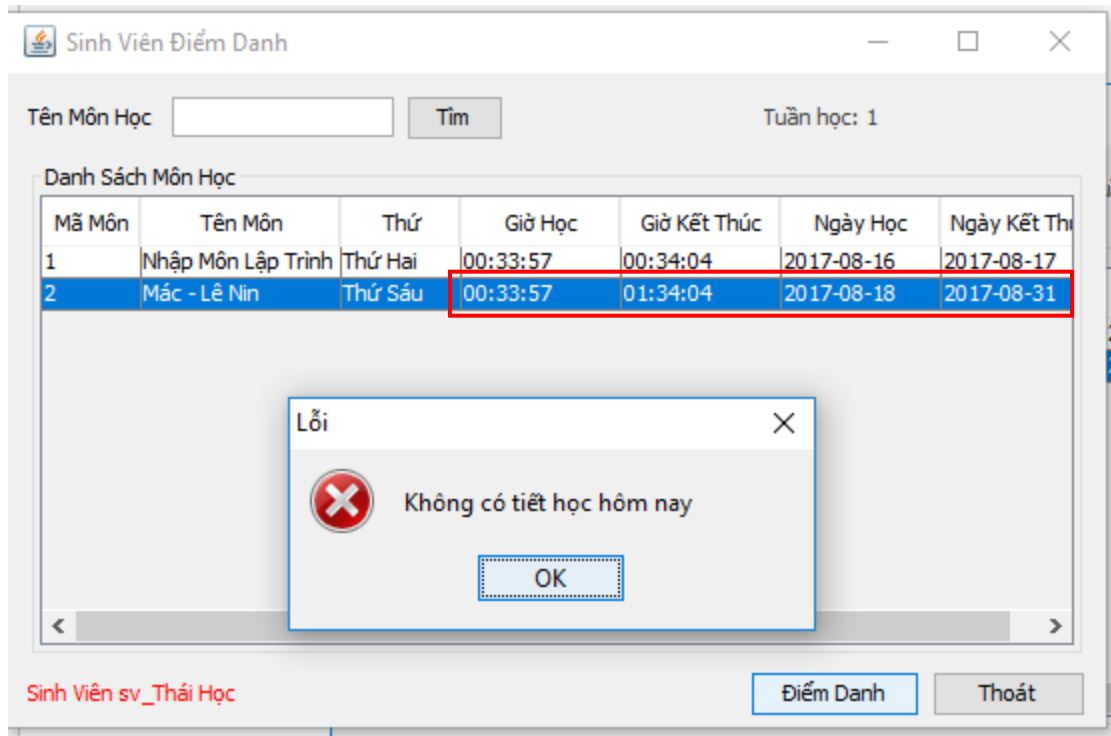 Sinh Viên Điểm Danh
Tên Môn Học Tìm Tuần học: 1
Danh Sách Môn Học
Mã Môn Tên Môn Thứ Giờ Học Giờ Kết Thúc Ngày Học Ngày Kết
1 Nhập Môn Lập Trình Thứ Hai 00:33:57 00:34:04 2017-08-16 2017-08-17
2 Mác - Lê Nin Thứ Sáu 00:33:57 01:34:04 2017-08-18 2017-08-31
Lỗi
Không có tiết học hôm nay
OK
Sinh Viên sv_Thái Học Điểm Danh Thoát